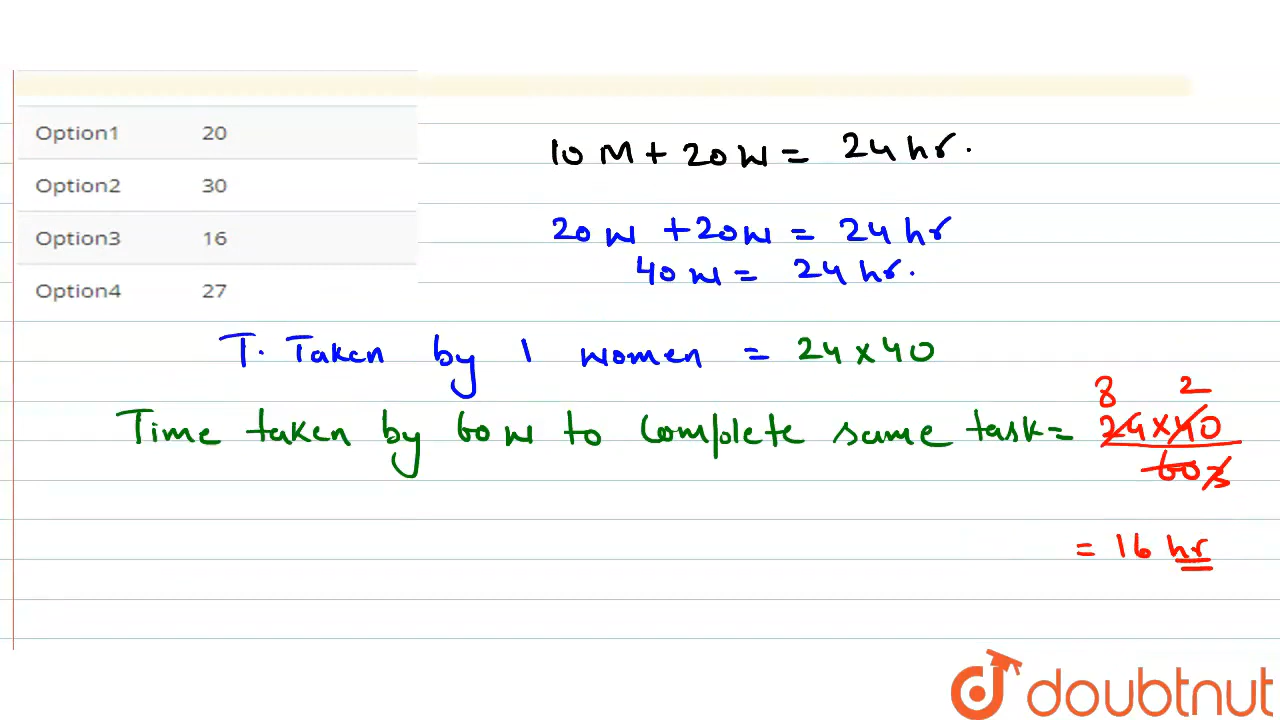 Option1 20
Option2 30
Option3 16
Option4 27
10 M + 20 W = 24 hr.
20 W + 20 W = 24 hr
40 W = 24 hr.
T. Taken by 1 women = 24 × 40
8 2
Time taken by 60 W to complete same task = 24 × 40
60 3
= 16 hr
doubtnut